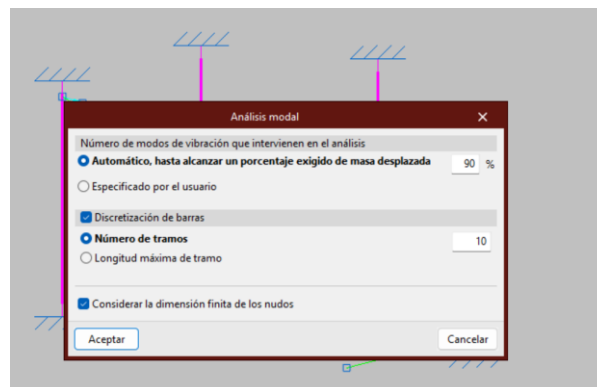 Análisis modal
Número de modos de vibración que intervienen en el análisis
Automático, hasta alcanzar un porcentaje exigido de masa desplazada 90 %
Especificado por el usuario
Discretización de barras
Número de tramos 10
Longitud máxima de tramo
Considerar la dimensión finita de los nudos
Aceptar Cancelar